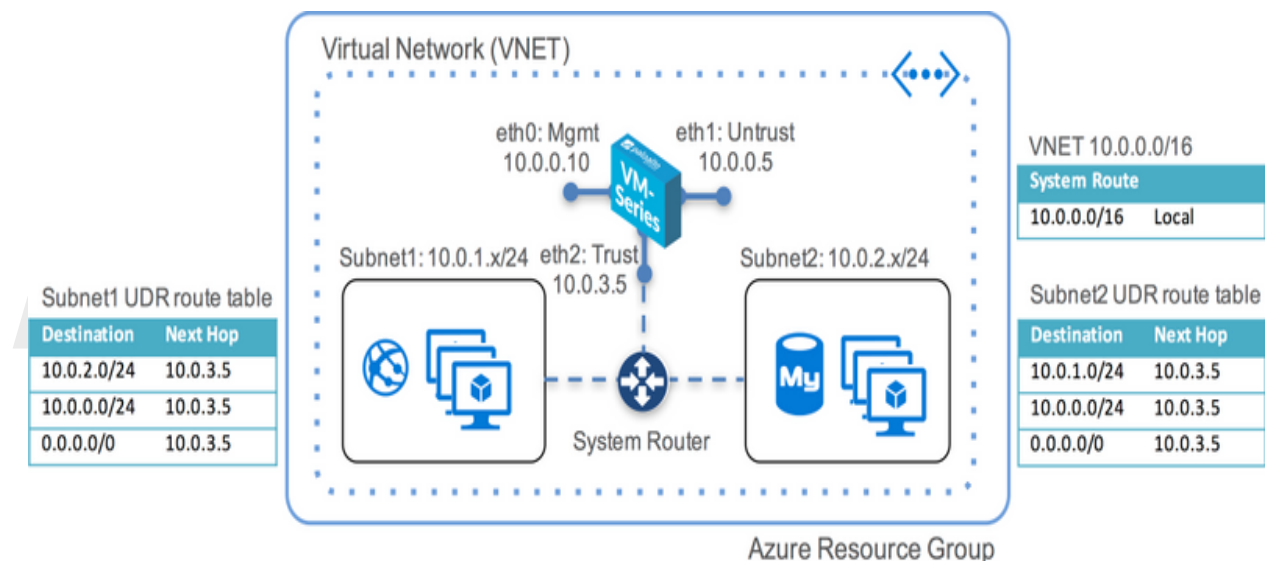 Virtual Network (VNET)
eth0: Mgmt
10.0.0.10
eth1: Untrust
10.0.0.5
paloalto
VM-
Series
eth2: Trust
10.0.3.5
Subnet1: 10.0.1.x/24
Subnet2: 10.0.2.x/24
My
System Router
Azure Resource Group
Subnet1 UDR route table
Destination Next Hop
10.0.2.0/24 10.0.3.5
10.0.0.0/24 10.0.3.5
0.0.0.0/0 10.0.3.5
VNET 10.0.0.0/16
System Route
10.0.0.0/16 Local
Subnet2 UDR route table
Destination Next Hop
10.0.1.0/24 10.0.3.5
10.0.0.0/24 10.0.3.5
0.0.0.0/0 10.0.3.5